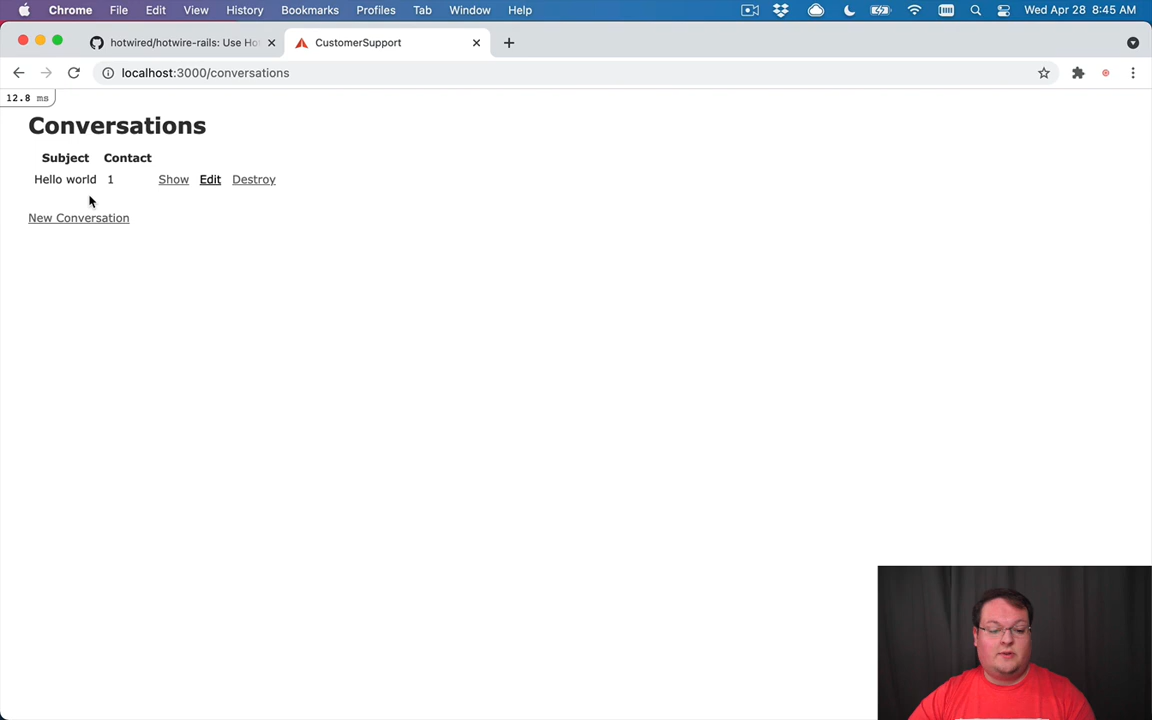 Chrome File Edit View History Bookmarks Profiles Tab Window Help Wed Apr 28 8:45 AM
hotwired/hotwire-rails: Use Ho CustomerSupport
localhost:3000/conversations
12.8 ms
Conversations
Subject Contact
Hello world 1 Show Edit Destroy
New Conversation